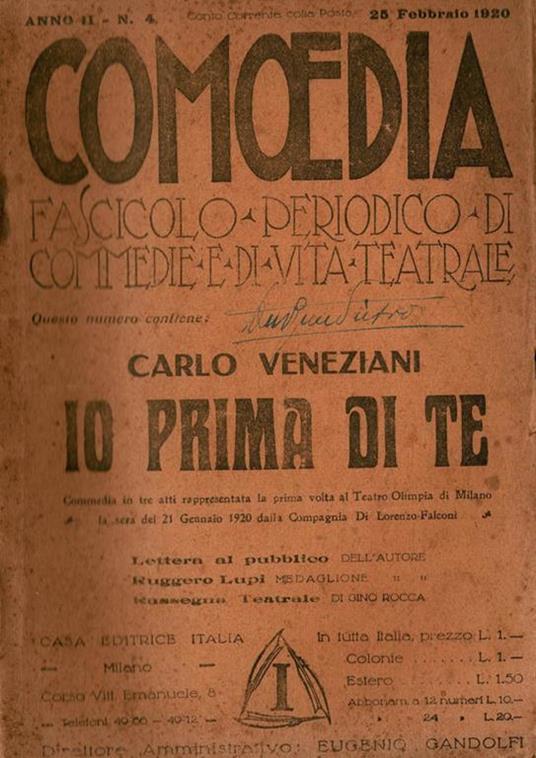 ANNO II - N. 4.
Conto Corrente colla Posta
25 Febbraio 1920
COMŒDIA
FASCICOLO PERIODICO DI
COMMEDIE E DI VITA TEATRALE
Questo numero contiene:
CARLO VENEZIANI
IO PRIMA DI TE
Commedia in tre atti rappresentata la prima volta al Teatro Olimpia di Milano
la sera del 21 Gennaio 1920 dalla Compagnia Di Lorenzo-Falconi
Lettera al pubblico DELL'AUTORE
Ruggero Lupi MEDAGLIONE " "
Rassegna Teatrale DI GINO ROCCA
CASA EDITRICE ITALIA
— Milano —
Corso Vitt. Emanuele, 8
— Telefoni 40-66 - 40-12 —
I
In tutta Italia, prezzo L. 1.—
Colonie ....... L. 1.—
Estero ....... L. 1.50
Abbonam. a 12 numeri L. 10.—
" 24 " L. 20.—
Direttore Amministrativo: EUGENIO GANDOLFI